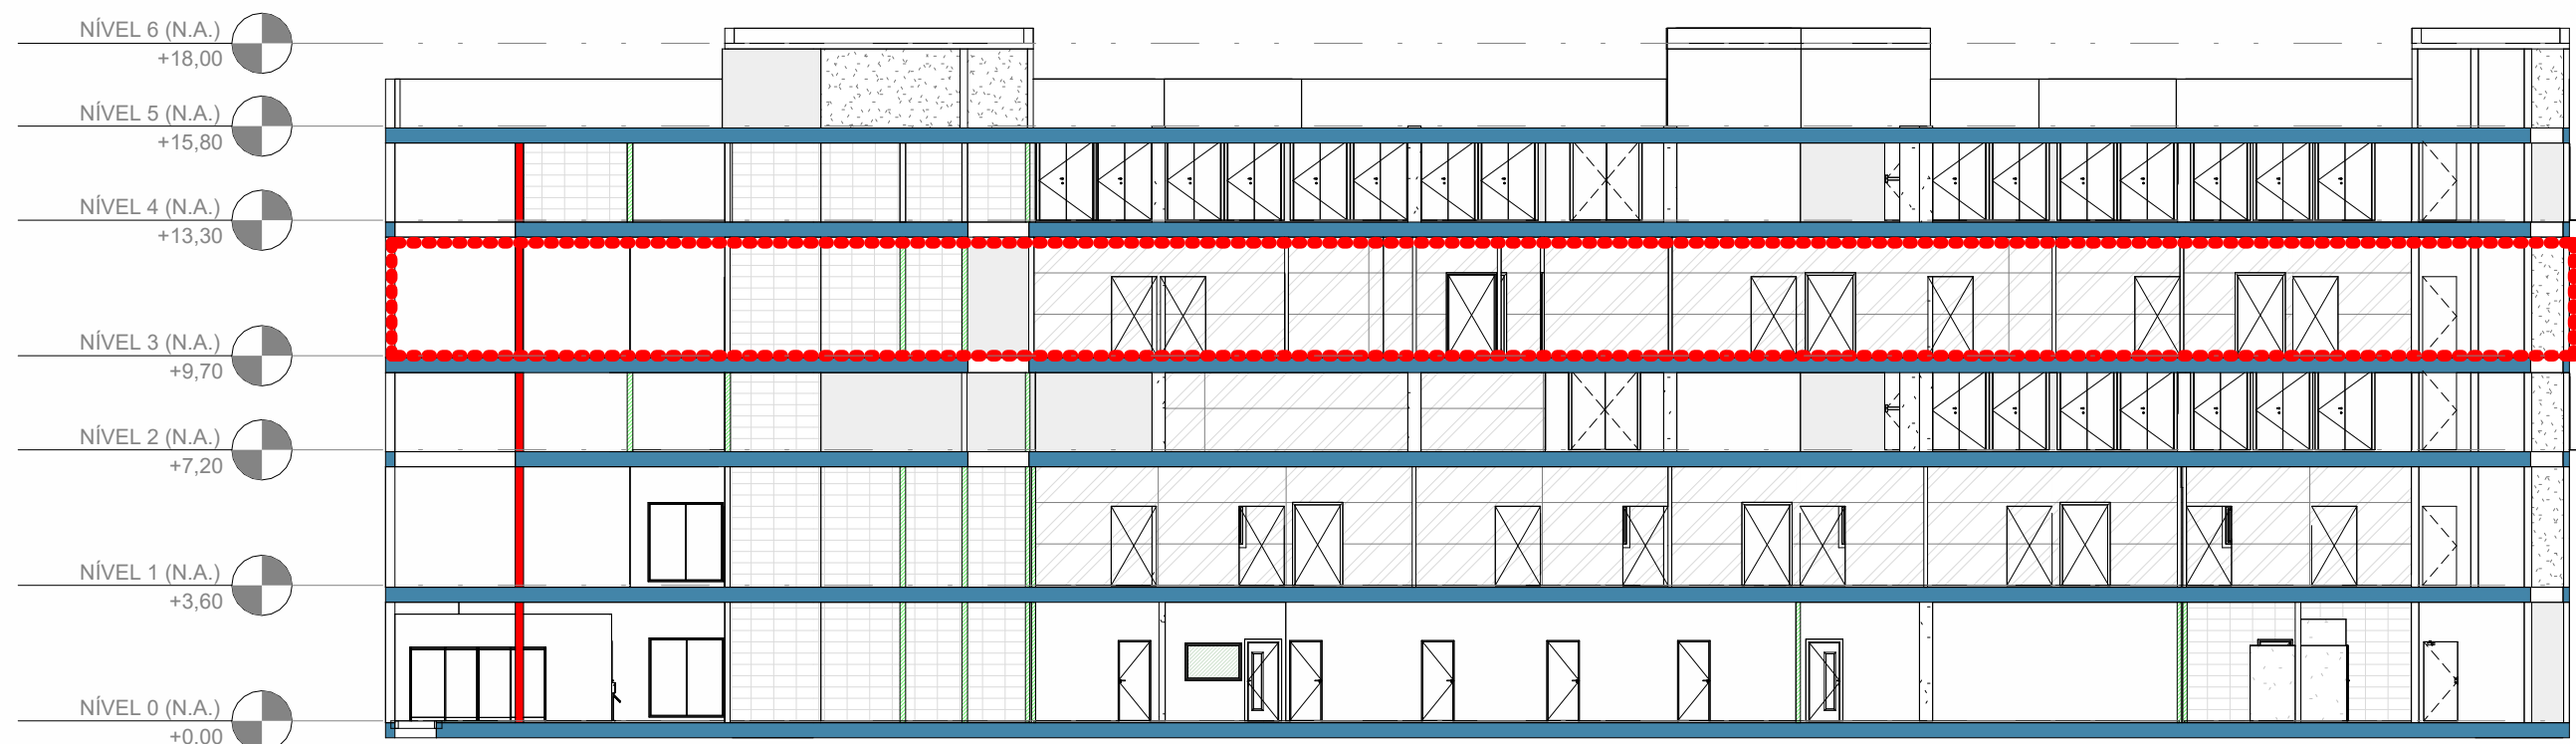 NÍVEL 6 (N.A.)
+18,00
NÍVEL 5 (N.A.)
+15,80
NÍVEL 4 (N.A.)
+13,30
NÍVEL 3 (N.A.)
+9,70
NÍVEL 2 (N.A.)
+7,20
NÍVEL 1 (N.A.)
+3,60
NÍVEL 0 (N.A.)
+0,00